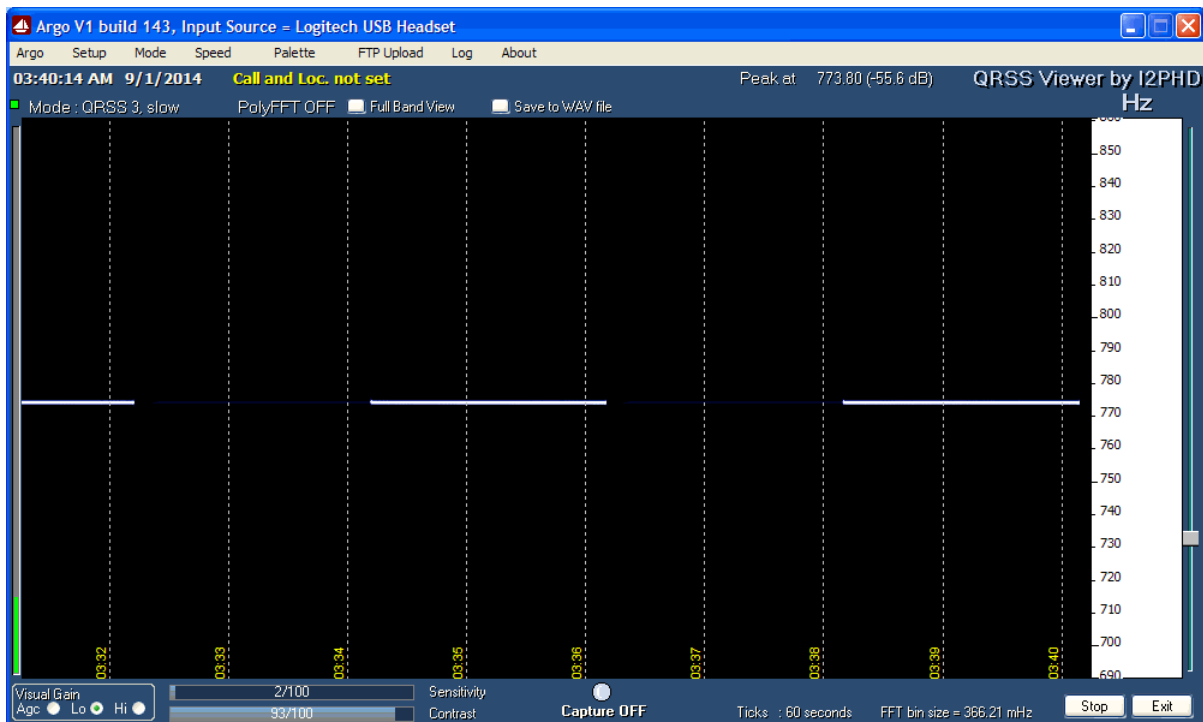 Argo V1 build 143, Input Source = Logitech USB Headset
Argo Setup Mode Speed Palette FTP Upload Log About
03:40:14 AM 9/1/2014 Call and Loc. not set Peak at 773.80 (-55.6 dB) QRSS Viewer by I2PHD
Mode : QRSS 3, slow PolyFFT OFF Full Band View Save to WAV file Hz
860
850
840
830
820
810
800
790
780
770
760
750
740
730
720
710
700
690
03:32 03:33 03:34 03:35 03:36 03:37 03:38 03:39 03:40
Visual Gain 2/100 Sensitivity
Agc Lo Hi 93/100 Contrast Capture OFF Ticks : 60 seconds FFT bin size = 366.21 mHz Stop Exit